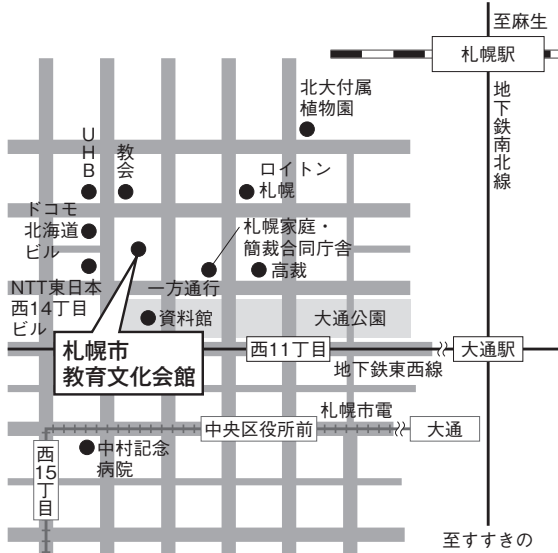 至麻生
札幌駅
北大付属
植物園
地下鉄南北線
UHB
教会
ロイトン
札幌
ドコモ
北海道
ビル
札幌家庭・
簡裁合同庁舎
高裁
NTT東日本
西14丁目
ビル
一方通行
資料館
大通公園
札幌市
教育文化会館
西11丁目
大通駅
地下鉄東西線
札幌市電
中央区役所前
大通
西15丁目
中村記念
病院
至すすきの